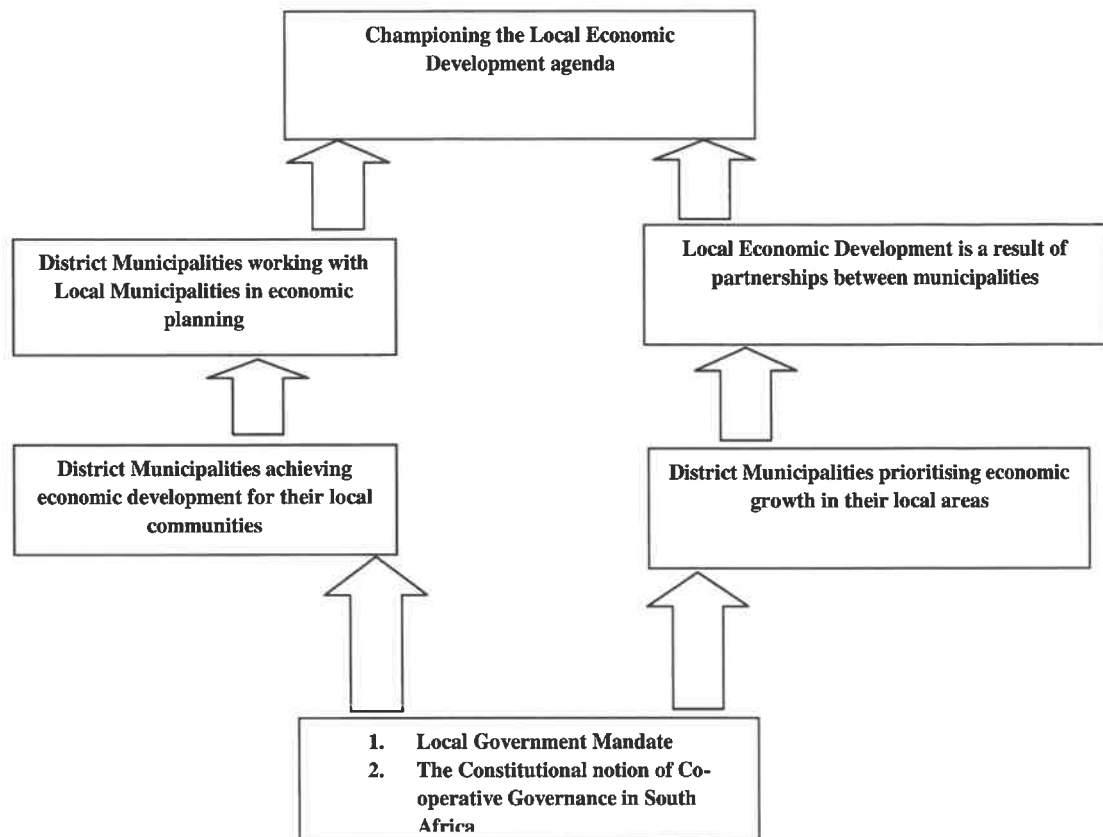 Championing the Local Economic
Development agenda
District Municipalities working with
Local Municipalities in economic
planning
Local Economic Development is a result of
partnerships between municipalities
District Municipalities achieving
economic development for their local
communities
District Municipalities prioritising economic
growth in their local areas
1. Local Government Mandate
2. The Constitutional notion of Co-
operative Governance in South
Africa